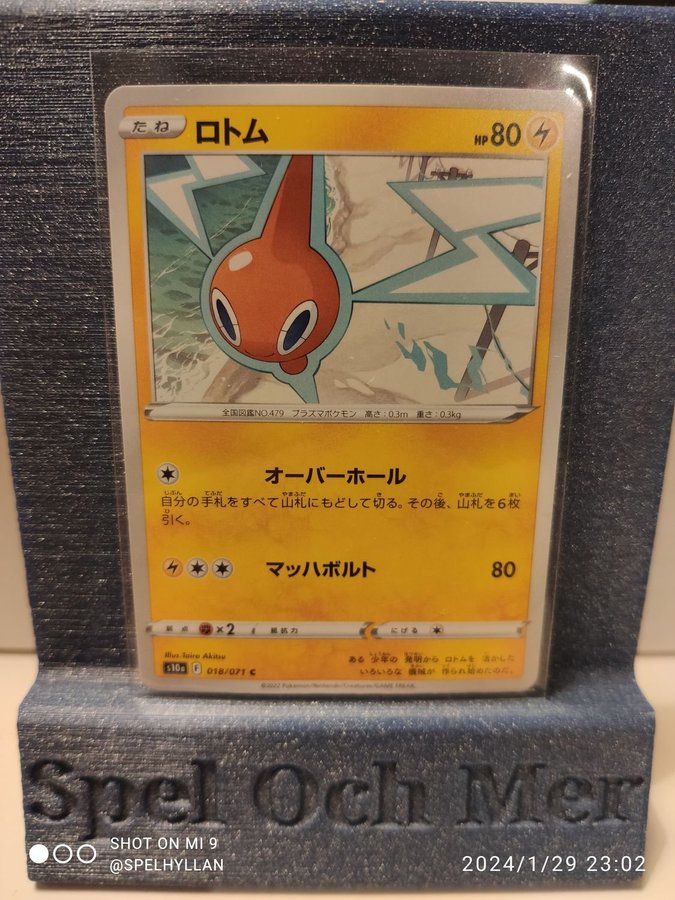 たね ロトム HP 80
全国図鑑NO.479 プラズマポケモン 高さ:0.3m 重さ:0.3kg
オーバーホール
自分の手札をすべて山札にもどして切る。その後、山札を6枚
引く。
マッハボルト 80
弱点 ×2 抵抗力 にげる
Illus.Taira Akitsu
s10a F 018/071 C
ある 少年の 発明から ロトムを 活かした
いろいろな 機械が 作られ始めたのだ。
©2022 Pokémon/Nintendo/Creatures/GAME FREAK.
Spel Och Mer
SHOT ON MI 9
@SPELHYLLAN
2024/1/29 23:02